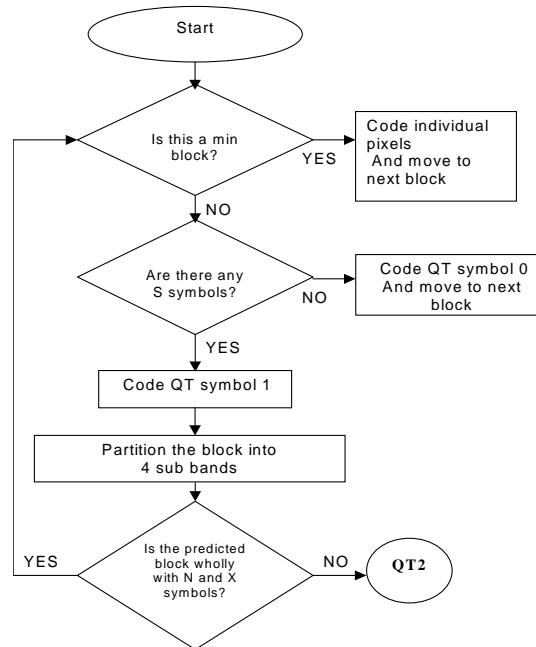 Start
Is this a min
block?
YES
Code individual
pixels
And move to
next block
NO
Are there any
S symbols?
NO
Code QT symbol 0
And move to next
block
YES
Code QT symbol 1
Partition the block into
4 sub bands
Is the predicted
block wholly
with N and X
symbols?
YES
NO
QT2